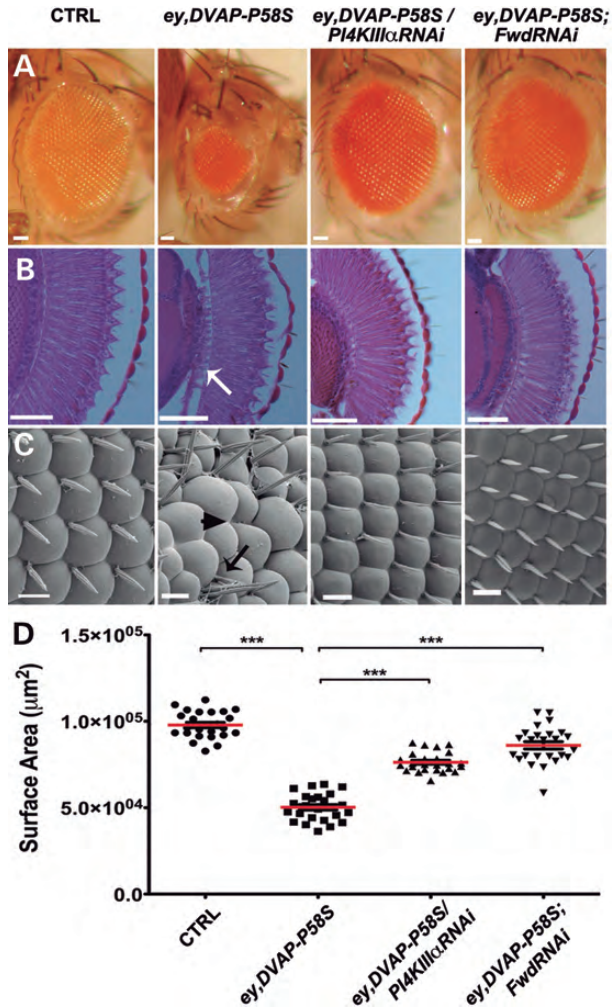 CTRL
ey,DVAP-P58S
ey,DVAP-P58S /
PI4KIIIαRNAi
ey,DVAP-P58S;
FwdRNAi
A
B
C
D
Surface Area (μm²)
1.5×10⁰⁵
1.0×10⁰⁵
5.0×10⁰⁴
0.0
***
***
***
CTRL
ey,DVAP-P58S
ey,DVAP-P58S/
PI4KIIIαRNAi
ey,DVAP-P58S;
FwdRNAi